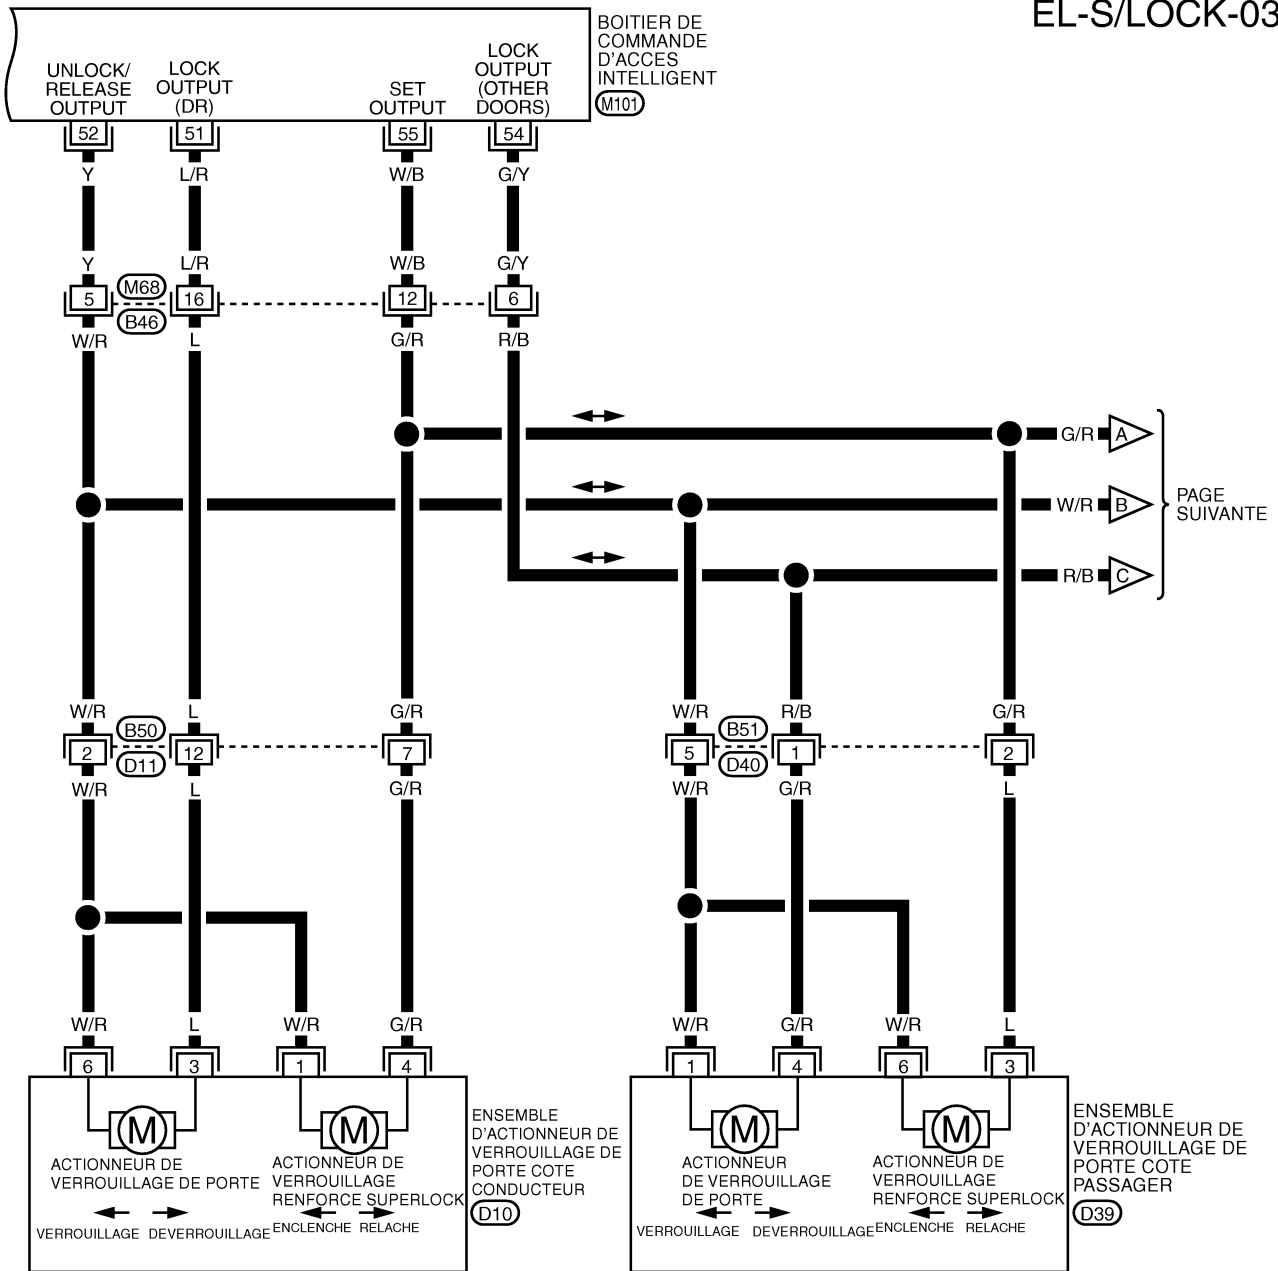 EL-S/LOCK-03
BOITIER DE
COMMANDE
D'ACCES
INTELLIGENT
M101
UNLOCK/
RELEASE
OUTPUT
LOCK
OUTPUT
(DR)
SET
OUTPUT
LOCK
OUTPUT
(OTHER
DOORS)
52 51 55 54
Y L/R W/B G/Y
Y L/R W/B G/Y
5 M68 16 12 6
B46
W/R L G/R R/B
G/R A
W/R B
R/B C
PAGE
SUIVANTE
W/R L G/R W/R R/B G/R
B50 B51
2 12 7 5 1 2
D11 D40
W/R L G/R W/R G/R L
W/R L W/R G/R W/R G/R W/R L
6 3 1 4 1 4 6 3
M M M M
ACTIONNEUR DE
VERROUILLAGE DE PORTE
VERROUILLAGE DEVERROUILLAGE
ACTIONNEUR DE
VERROUILLAGE
RENFORCE SUPERLOCK
ENCLENCHE RELACHE
ENSEMBLE
D'ACTIONNEUR DE
VERROUILLAGE DE
PORTE COTE
CONDUCTEUR
D10
ACTIONNEUR
DE VERROUILLAGE
DE PORTE
VERROUILLAGE DEVERROUILLAGE
ACTIONNEUR DE
VERROUILLAGE
RENFORCE SUPERLOCK
ENCLENCHE RELACHE
ENSEMBLE
D'ACTIONNEUR DE
VERROUILLAGE DE
PORTE COTE
PASSAGER
D39